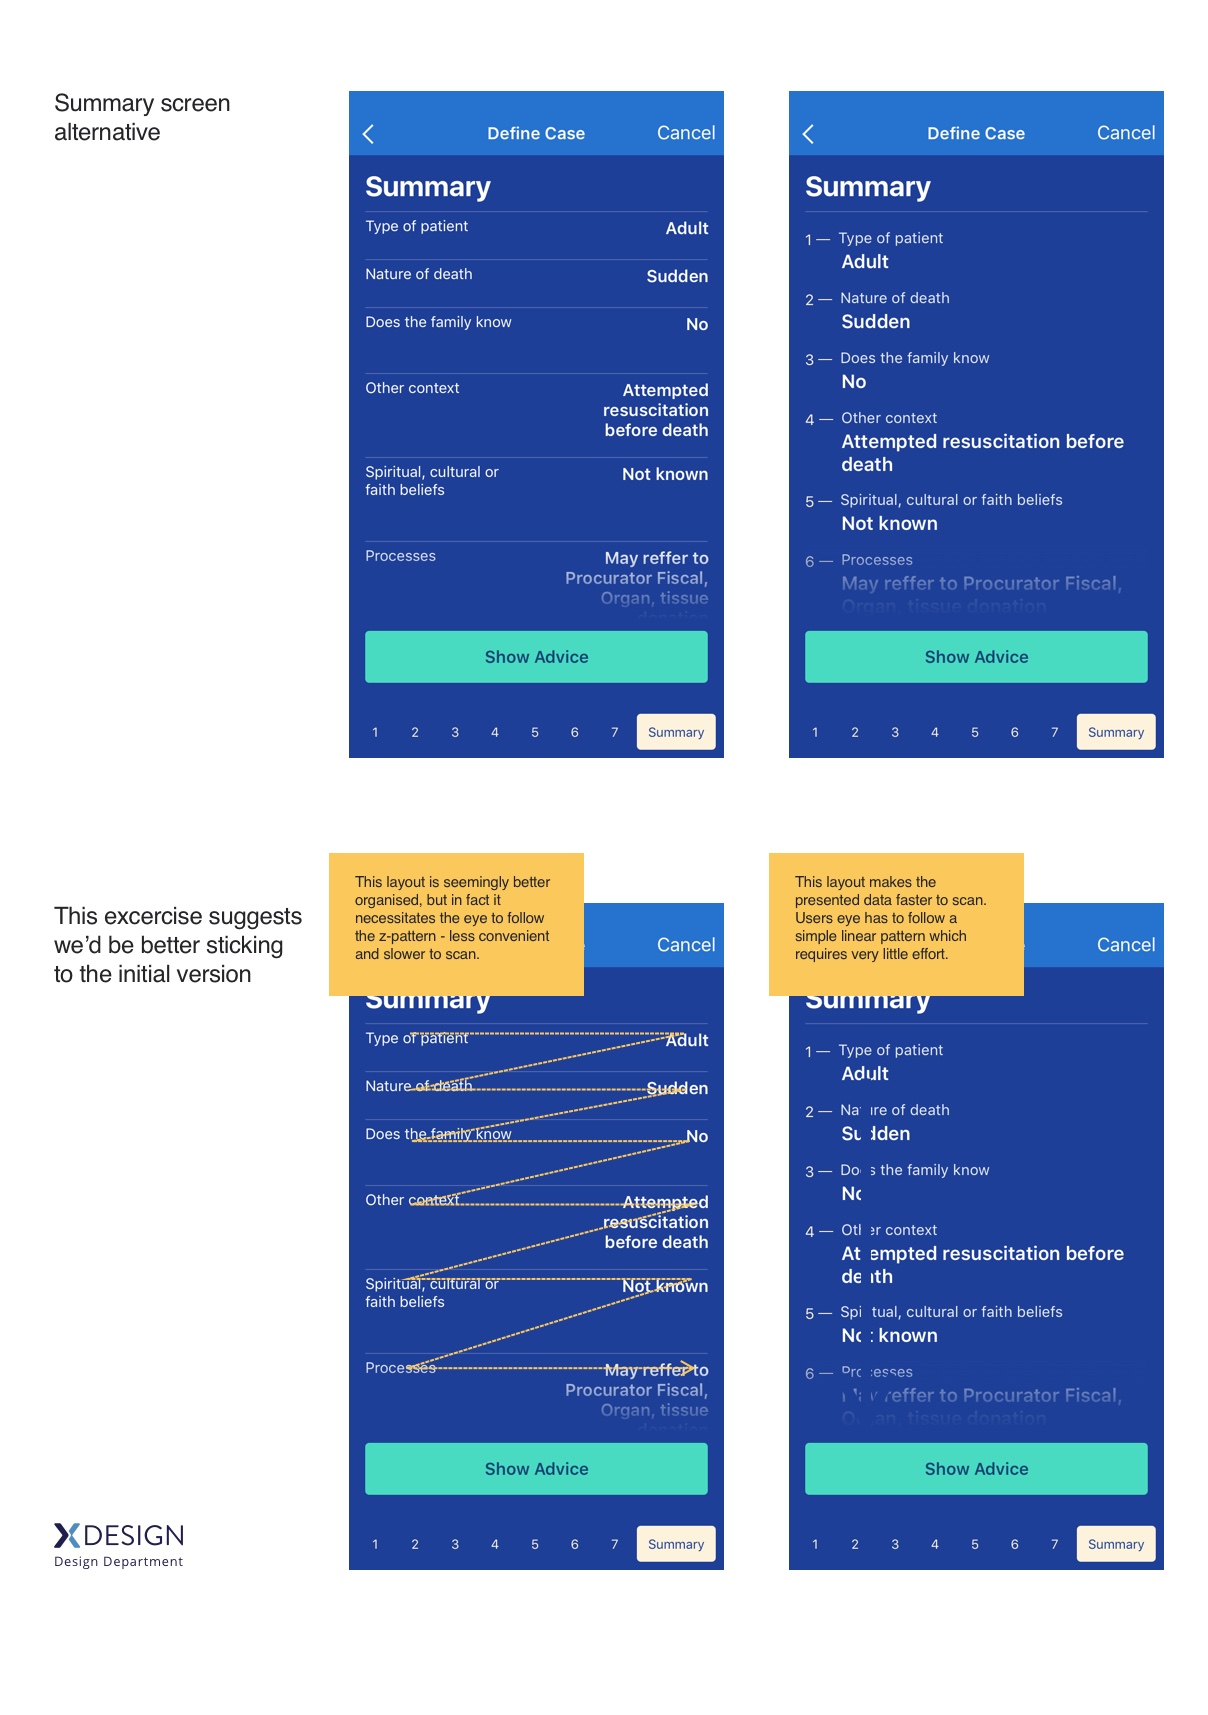 Summary screen
alternative
Define Case
Cancel
Summary
Type of patient
Adult
Nature of death
Sudden
Does the family know
No
Other context
Attempted
resuscitation
before death
Spiritual, cultural or
faith beliefs
Not known
Processes
May reffer to
Procurator Fiscal,
Organ, tissue
donation
Show Advice
1 2 3 4 5 6 7 Summary
Define Case
Cancel
Summary
1 — Type of patient
Adult
2 — Nature of death
Sudden
3 — Does the family know
No
4 — Other context
Attempted resuscitation before
death
5 — Spiritual, cultural or faith beliefs
Not known
6 — Processes
May reffer to Procurator Fiscal,
Organ, tissue donation
Show Advice
1 2 3 4 5 6 7 Summary
This excercise suggests
we’d be better sticking
to the initial version
This layout is seemingly better
organised, but in fact it
necessitates the eye to follow
the z-pattern - less convenient
and slower to scan.
Cancel
Summary
Type of patient
Adult
Nature of death
Sudden
Does the family know
No
Other context
Attempted
resuscitation
before death
Spiritual, cultural or
faith beliefs
Not known
Processes
May reffer to
Procurator Fiscal,
Organ, tissue
donation
Show Advice
1 2 3 4 5 6 7 Summary
This layout makes the
presented data faster to scan.
Users eye has to follow a
simple linear pattern which
requires very little effort.
Cancel
Summary
1 — Type of patient
Adult
2 — Nature of death
Sudden
3 — Does the family know
No
4 — Other context
Attempted resuscitation before
death
5 — Spiritual, cultural or faith beliefs
Not known
6 — Processes
May reffer to Procurator Fiscal,
Organ, tissue donation
Show Advice
1 2 3 4 5 6 7 Summary
XDESIGN
Design Department